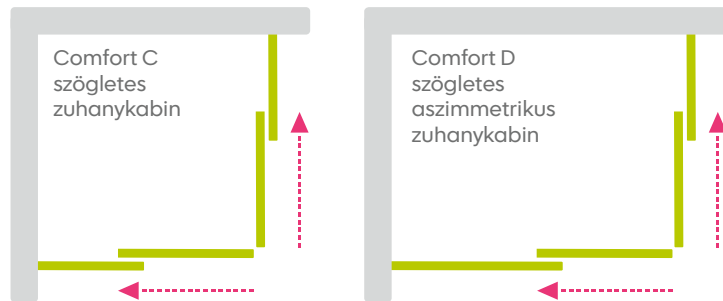 Comfort C
szögletes
zuhanykabin
Comfort D
szögletes
aszimmetrikus
zuhanykabin